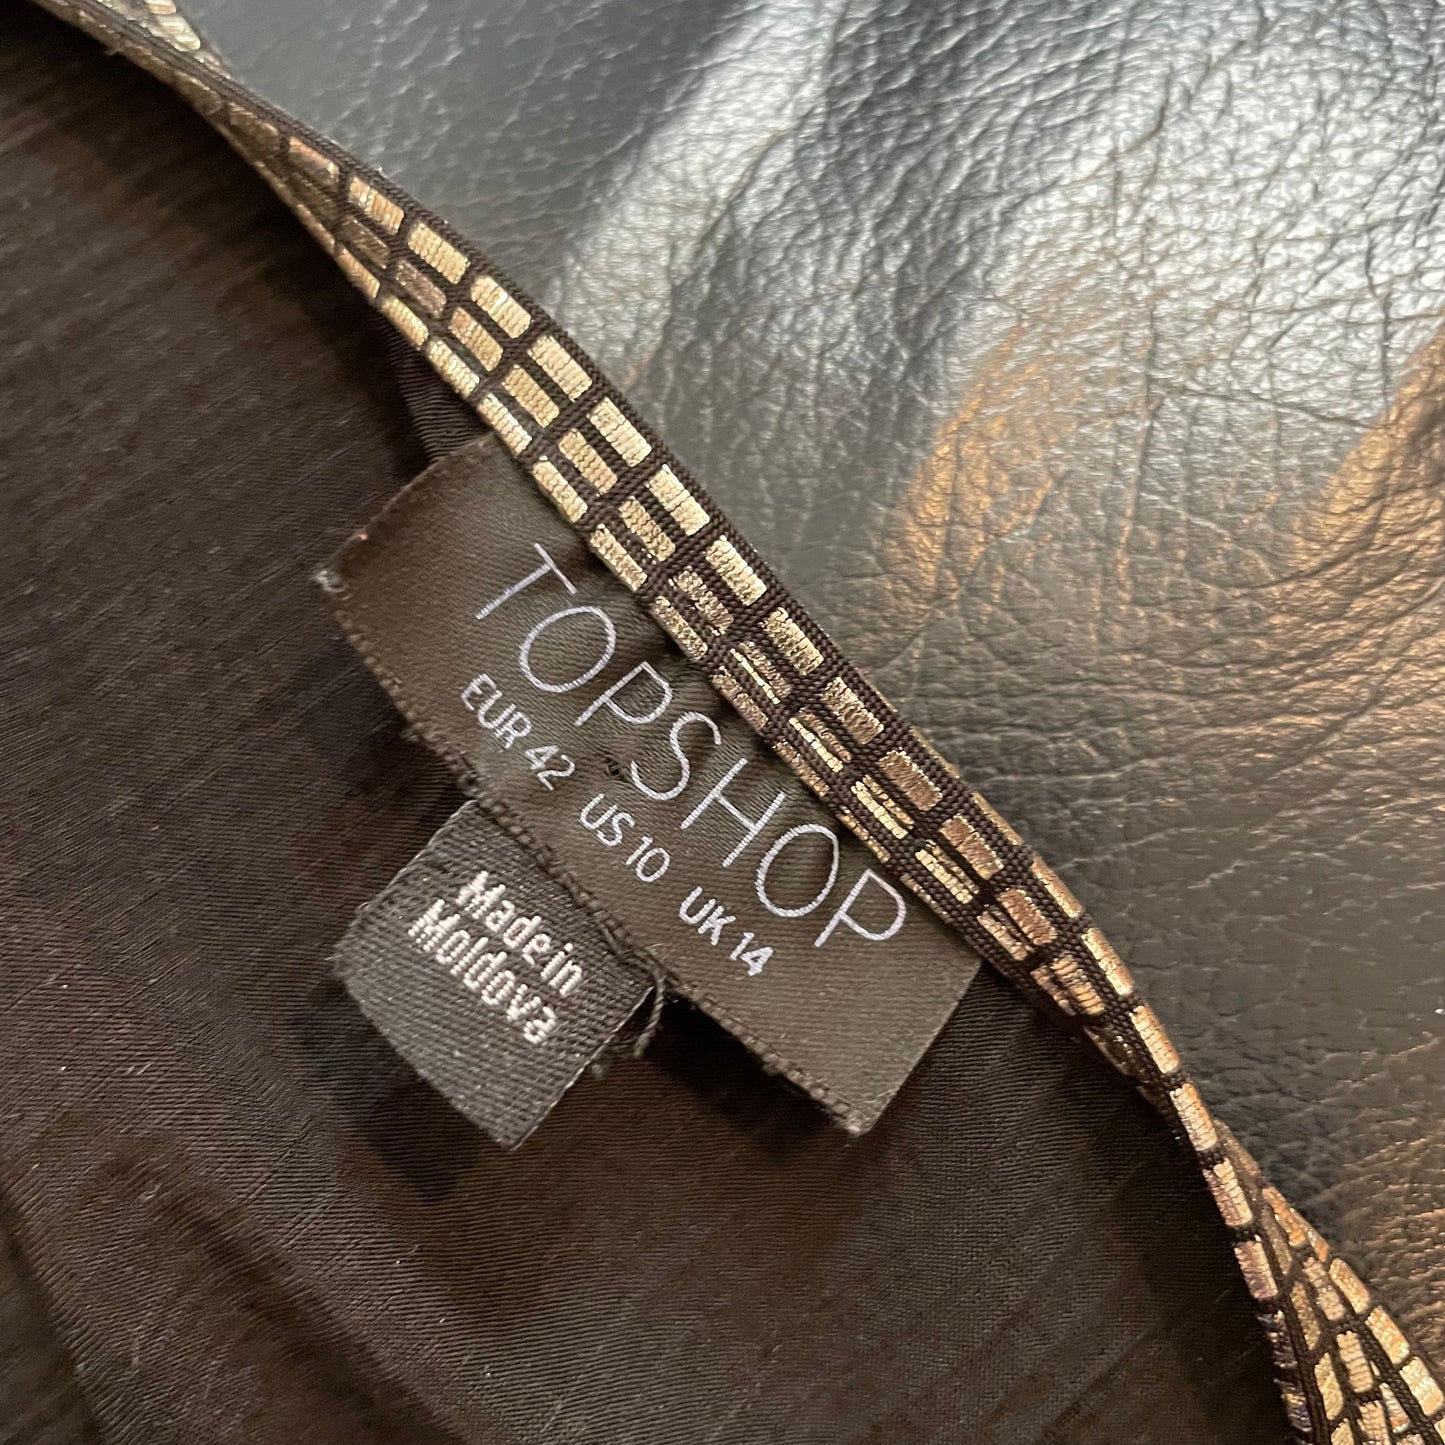 TOPSHOP
EUR 42 US 10 UK 14
Made in
Moldova